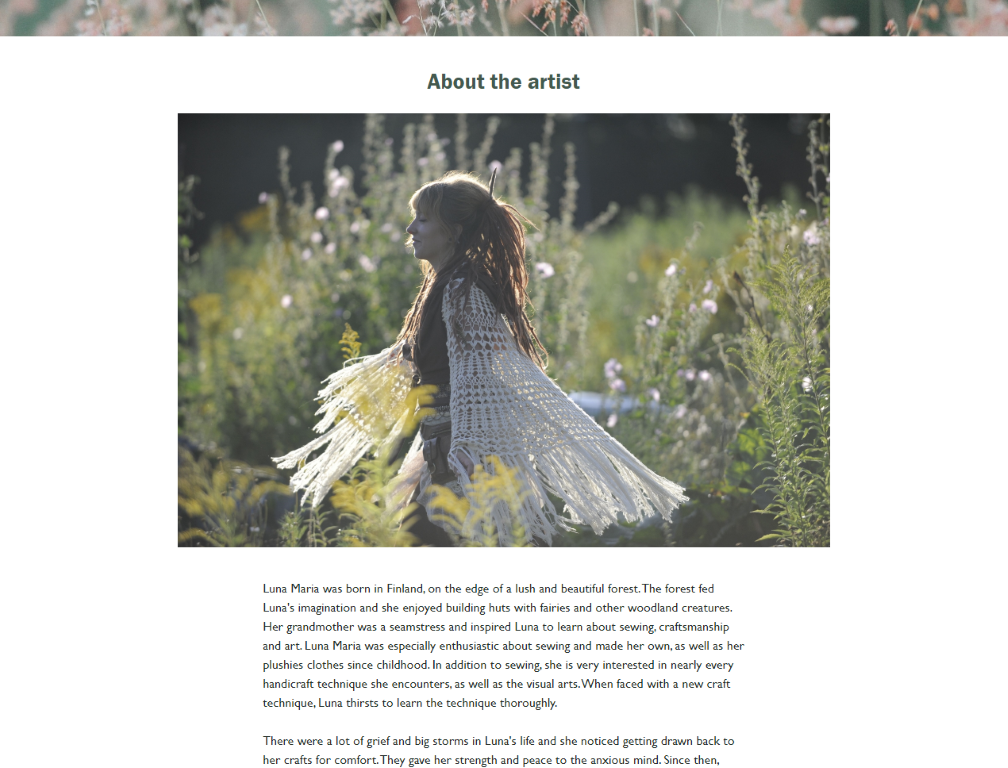 About the artist
Luna Maria was born in Finland, on the edge of a lush and beautiful forest. The forest fed
Luna's imagination and she enjoyed building huts with fairies and other woodland creatures.
Her grandmother was a seamstress and inspired Luna to learn about sewing, craftsmanship
and art. Luna Maria was especially enthusiastic about sewing and made her own, as well as her
plushies clothes since childhood. In addition to sewing, she is very interested in nearly every
handicraft technique she encounters, as well as the visual arts. When faced with a new craft
technique, Luna thirsts to learn the technique thoroughly.
There were a lot of grief and big storms in Luna's life and she noticed getting drawn back to
her crafts for comfort. They gave her strength and peace to the anxious mind. Since then,